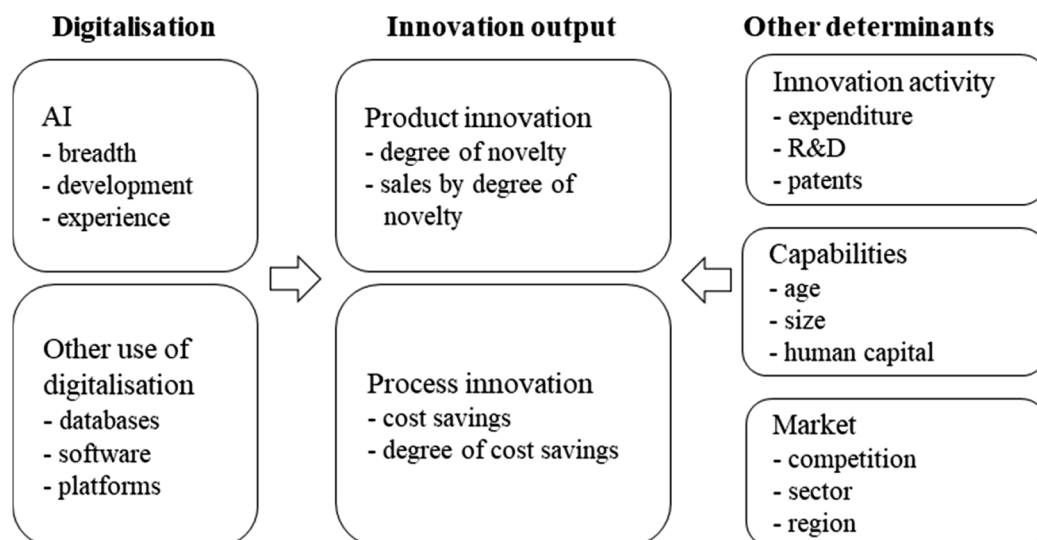 Digitalisation
AI
- breadth
- development
- experience
Other use of
digitalisation
- databases
- software
- platforms
Innovation output
Product innovation
- degree of novelty
- sales by degree of
novelty
Process innovation
- cost savings
- degree of cost savings
Other determinants
Innovation activity
- expenditure
- R&D
- patents
Capabilities
- age
- size
- human capital
Market
- competition
- sector
- region